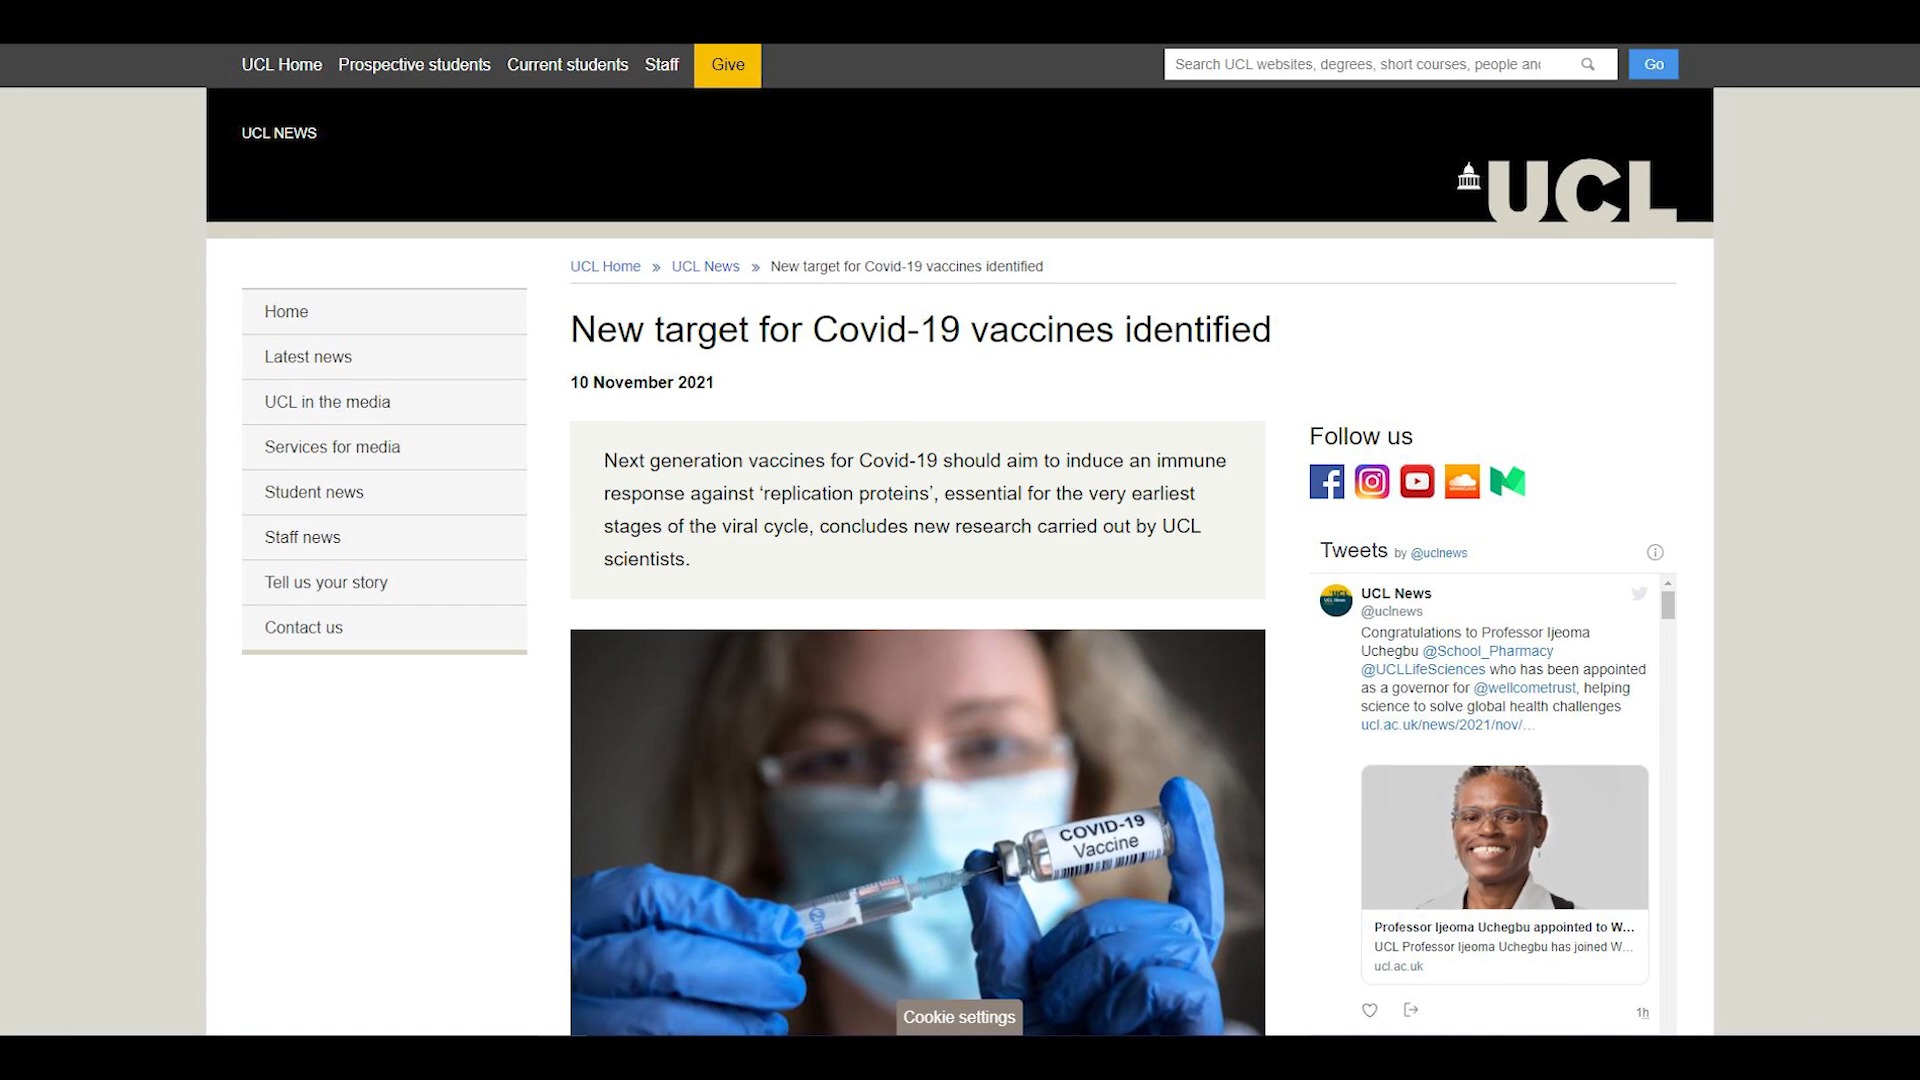 UCL Home Prospective students Current students Staff Give
Search UCL websites, degrees, short courses, people an
Go
UCL NEWS
UCL
UCL Home » UCL News » New target for Covid-19 vaccines identified
Home
Latest news
UCL in the media
Services for media
Student news
Staff news
Tell us your story
Contact us
New target for Covid-19 vaccines identified
10 November 2021
Next generation vaccines for Covid-19 should aim to induce an immune
response against ‘replication proteins’, essential for the very earliest
stages of the viral cycle, concludes new research carried out by UCL
scientists.
COVID-19
Vaccine
Cookie settings
Follow us
Tweets by @uclnews
UCL News
@uclnews
Congratulations to Professor Ijeoma
Uchegbu @School_Pharmacy
@UCLLifeSciences who has been appointed
as a governor for @wellcometrust, helping
science to solve global health challenges
ucl.ac.uk/news/2021/nov/…
Professor Ijeoma Uchegbu appointed to W...
UCL Professor Ijeoma Uchegbu has joined W...
ucl.ac.uk
1h